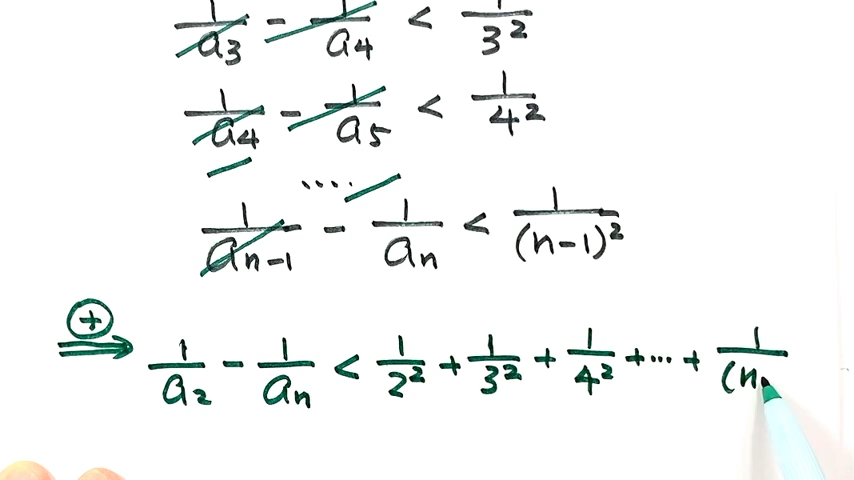 1/a₃ - 1/a₄ < 1/3²
1/a₄ - 1/a₅ < 1/4²
....
1/aₙ₋₁ - 1/aₙ < 1/(n-1)²
⊕ ⇒ 1/a₂ - 1/aₙ < 1/2² + 1/3² + 1/4² + ... + 1/(n